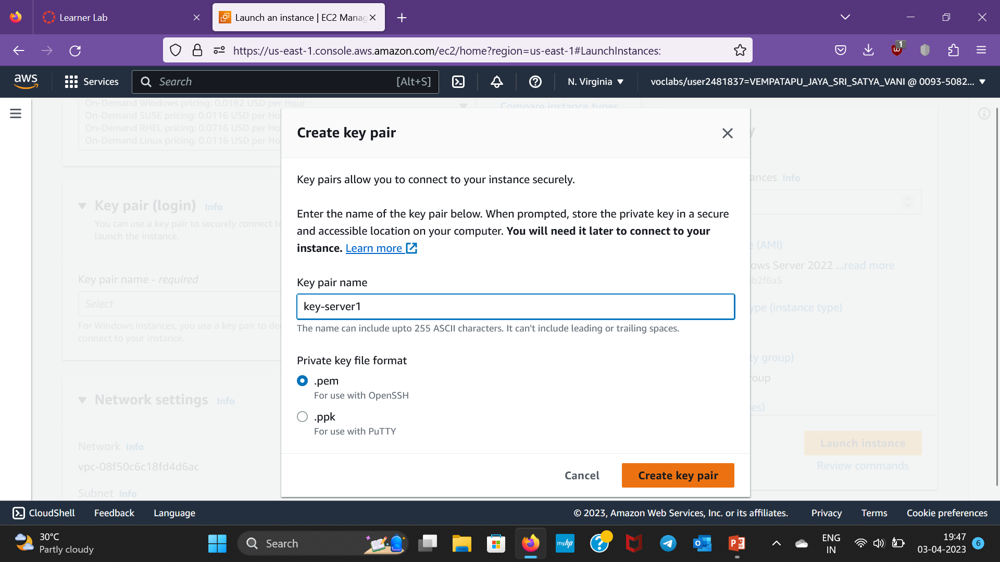 Learner Lab
Launch an instance | EC2 Manag
https://us-east-1.console.aws.amazon.com/ec2/home?region=us-east-1#LaunchInstances:
1
aws
Services
Search
[Alt+S]
N. Virginia
voclabs/user2481837=VEMPATAPU_JAYA_SRI_SATYA_VANI @ 0093-5082...
On-Demand Windows pricing: 0.0162 USD per Hour
On-Demand SUSE pricing: 0.0116 USD per Ho
On-Demand RHEL pricing: 0.0716 USD per Ho
On-Demand Linux pricing: 0.0116 USD per Ho
Compare instance types
Key pair (login) Info
You can use a key pair to securely connect to
launch the instance.
Key pair name - required
Select
For Windows instances, you use a key pair to de
connect to your instance.
Network settings Info
Network Info
vpc-08f50c6c18fd4d6ac
Subnet Info
Create key pair
Key pairs allow you to connect to your instance securely.
Enter the name of the key pair below. When prompted, store the private key in a secure
and accessible location on your computer. You will need it later to connect to your
instance. Learn more
Key pair name
key-server1
The name can include upto 255 ASCII characters. It can't include leading or trailing spaces.
Private key file format
.pem
For use with OpenSSH
.ppk
For use with PuTTY
Cancel
Create key pair
y
ances Info
e (AMI)
ows Server 2022 ...read more
b2f6a5
ype (instance type)
ty group)
roup
es)
Launch instance
Review commands
CloudShell
Feedback
Language
© 2023, Amazon Web Services, Inc. or its affiliates.
Privacy
Terms
Cookie preferences
30°C
Partly cloudy
Search
myhp
ENG
IN
19:47
03-04-2023
6